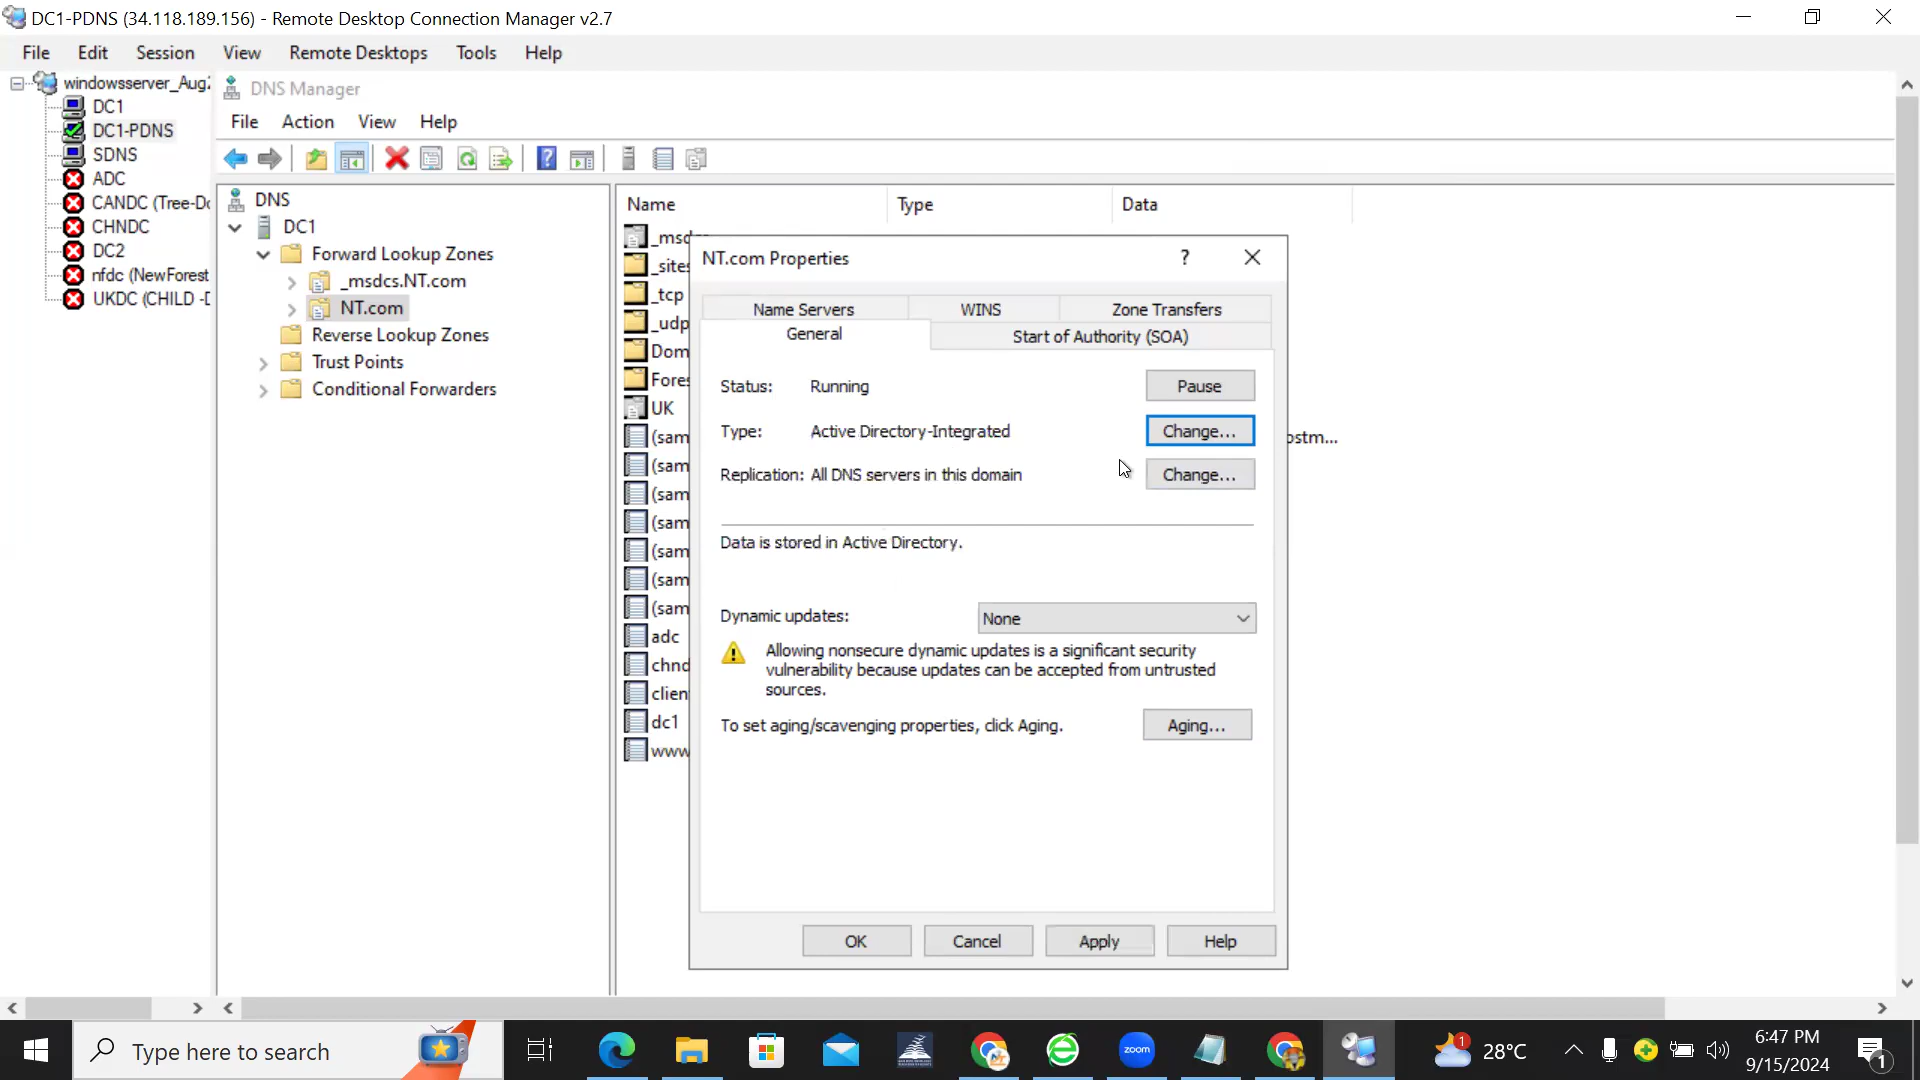 DC1-PDNS (34.118.189.156) - Remote Desktop Connection Manager v2.7
File Edit Session View Remote Desktops Tools Help
windowsserver_Aug2
DC1
DC1-PDNS
SDNS
ADC
CANDC (Tree-Do
CHNDC
DC2
nfdc (NewForest
UKDC (CHILD -D
DNS Manager
File Action View Help
DNS
DC1
Forward Lookup Zones
_msdcs.NT.com
NT.com
Reverse Lookup Zones
Trust Points
Conditional Forwarders
Name Type Data
_msdcs
_sites
_tcp
_udp
Dom
Fores
UK
(sam
ostm...
(sam
(sam
(sam
(sam
(sam
(sam
adc
chnd
clien
dc1
www
NT.com Properties ?
Name Servers WINS Zone Transfers
General Start of Authority (SOA)
Status: Running Pause
Type: Active Directory-Integrated Change...
Replication: All DNS servers in this domain Change...
Data is stored in Active Directory.
Dynamic updates: None
Allowing nonsecure dynamic updates is a significant security
vulnerability because updates can be accepted from untrusted
sources.
To set aging/scavenging properties, click Aging. Aging...
OK Cancel Apply Help
Type here to search
zoom
1
28°C
6:47 PM
9/15/2024
1